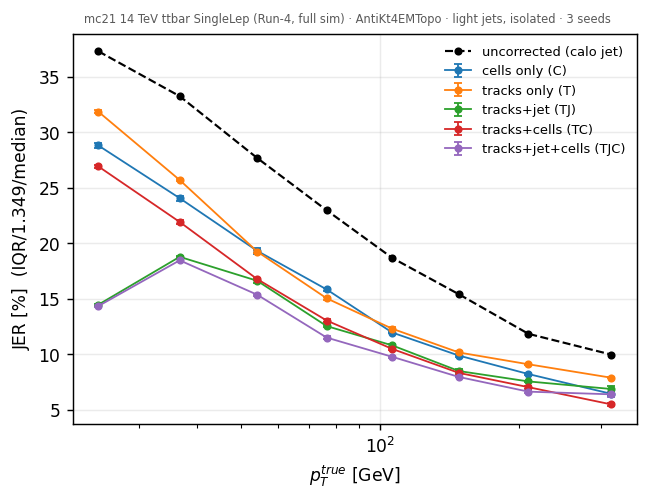 mc21 14 TeV ttbar SingleLep (Run-4, full sim) · AntiKt4EMTopo · light jets, isolated · 3 seeds
JER [%] (IQR/1.349/median)
35
30
25
20
15
10
5
uncorrected (calo jet)
cells only (C)
tracks only (T)
tracks+jet (TJ)
tracks+cells (TC)
tracks+jet+cells (TJC)
10²
p_T^{true} [GeV]